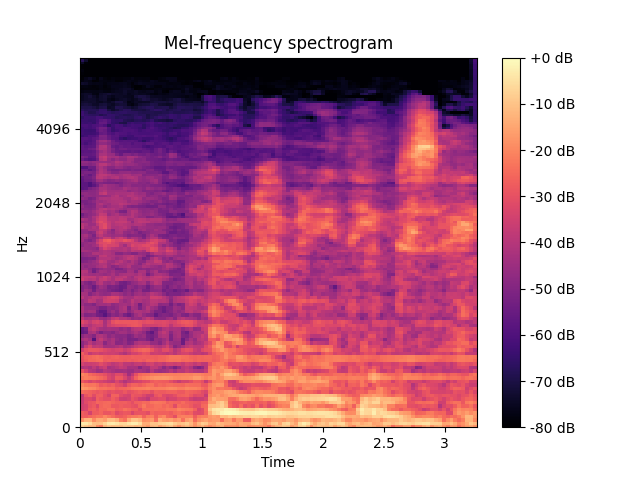 Mel-frequency spectrogram
Hz
4096
2048
1024
512
0
0 0.5 1 1.5 2 2.5 3
Time
+0 dB
-10 dB
-20 dB
-30 dB
-40 dB
-50 dB
-60 dB
-70 dB
-80 dB